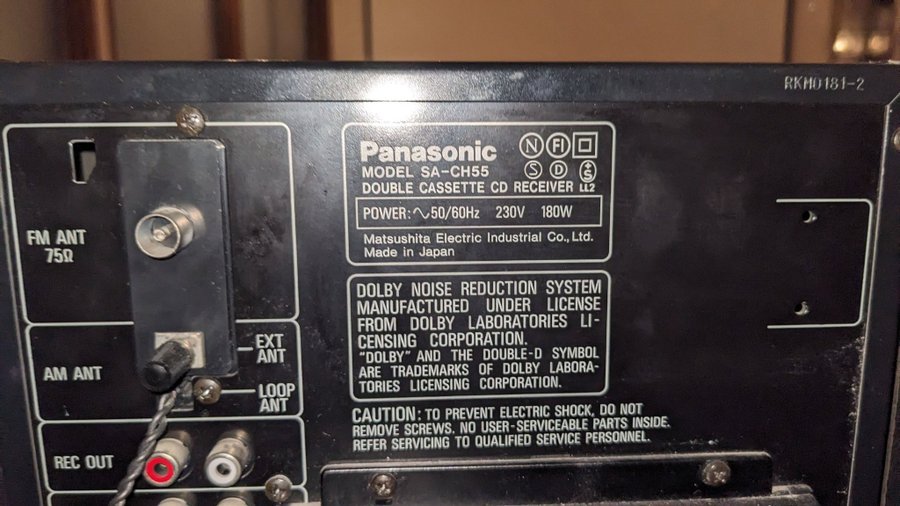 RKM0181-2
Panasonic
MODEL SA-CH55
DOUBLE CASSETTE CD RECEIVER
N FI
S D S
LL2
POWER: ∿50/60Hz 230V 180W
Matsushita Electric Industrial Co., Ltd.
Made in Japan
FM ANT
75Ω
DOLBY NOISE REDUCTION SYSTEM
MANUFACTURED UNDER LICENSE
FROM DOLBY LABORATORIES LI-
CENSING CORPORATION.
"DOLBY" AND THE DOUBLE-D SYMBOL
ARE TRADEMARKS OF DOLBY LABORA-
TORIES LICENSING CORPORATION.
EXT
ANT
AM ANT
LOOP
ANT
CAUTION: TO PREVENT ELECTRIC SHOCK, DO NOT
REMOVE SCREWS. NO USER-SERVICEABLE PARTS INSIDE.
REFER SERVICING TO QUALIFIED SERVICE PERSONNEL.
REC OUT